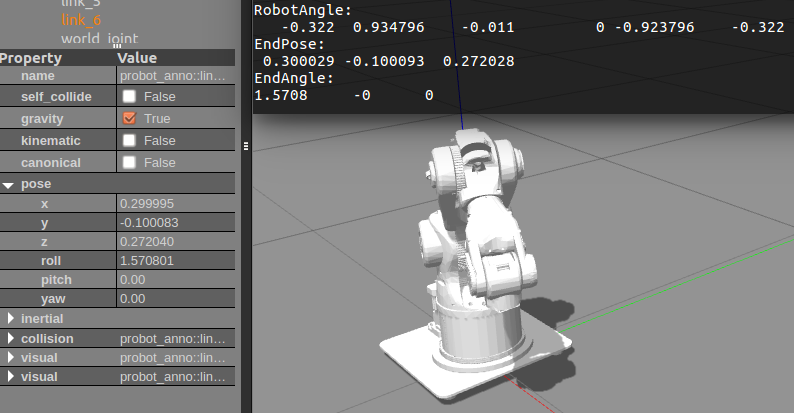 link_5
link_6
world_joint
Property Value
name probot_anno::lin...
self_collide False
gravity True
kinematic False
canonical False
pose
x 0.299995
y -0.100083
z 0.272040
roll 1.570801
pitch 0.00
yaw 0.00
inertial
collision probot_anno::lin...
visual probot_anno::lin...
visual probot_anno::lin...
RobotAngle:
-0.322 0.934796 -0.011 0 -0.923796 -0.322
EndPose:
0.300029 -0.100093 0.272028
EndAngle:
1.5708 -0 0